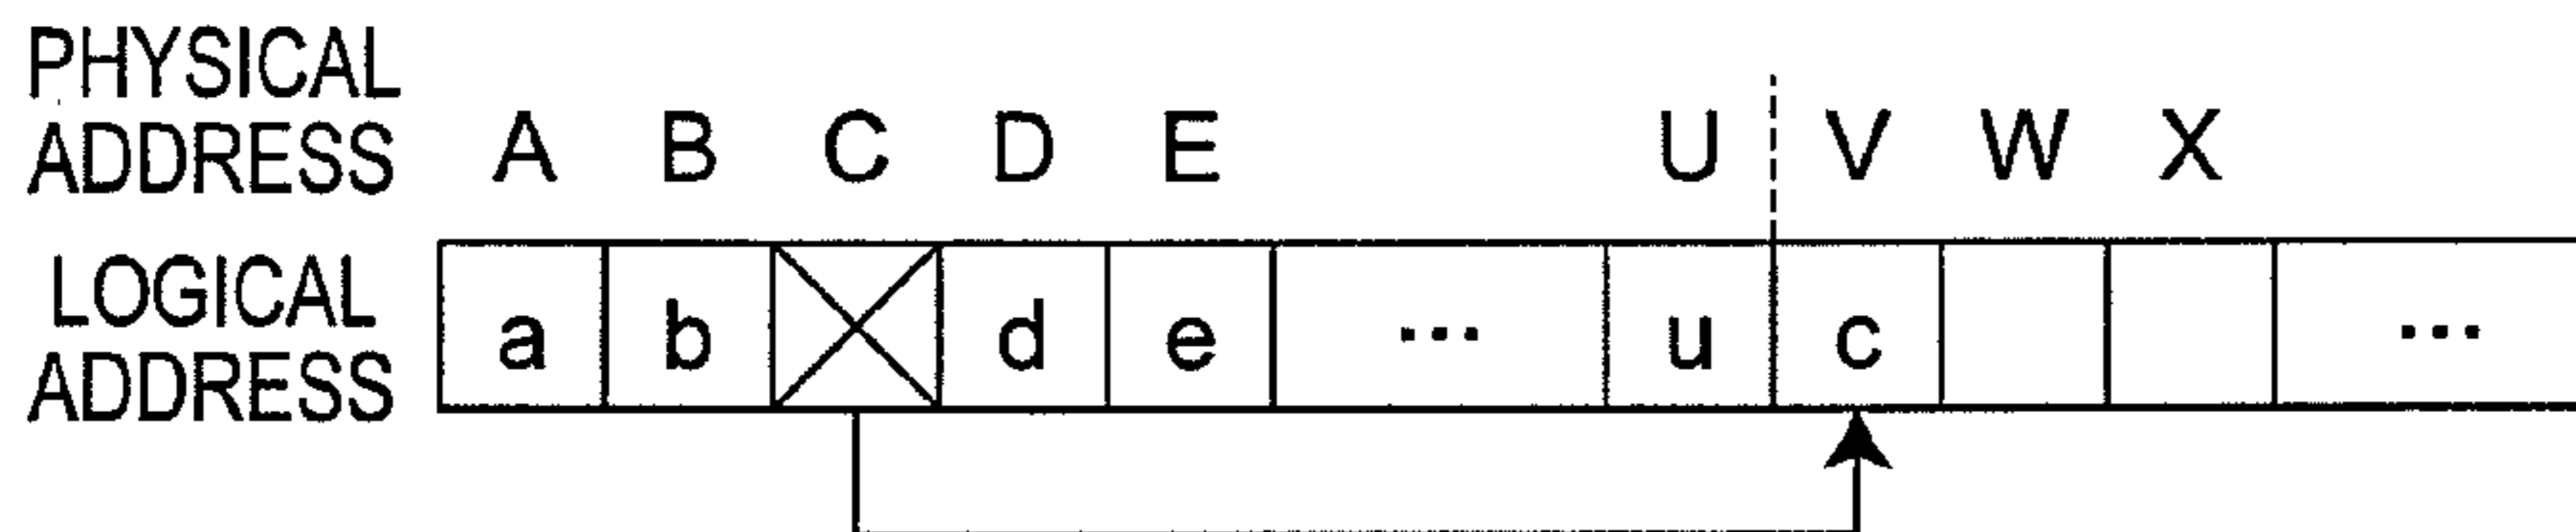 PHYSICAL
ADDRESS A B C D E U V W X
LOGICAL
ADDRESS a b d e ... u c ...